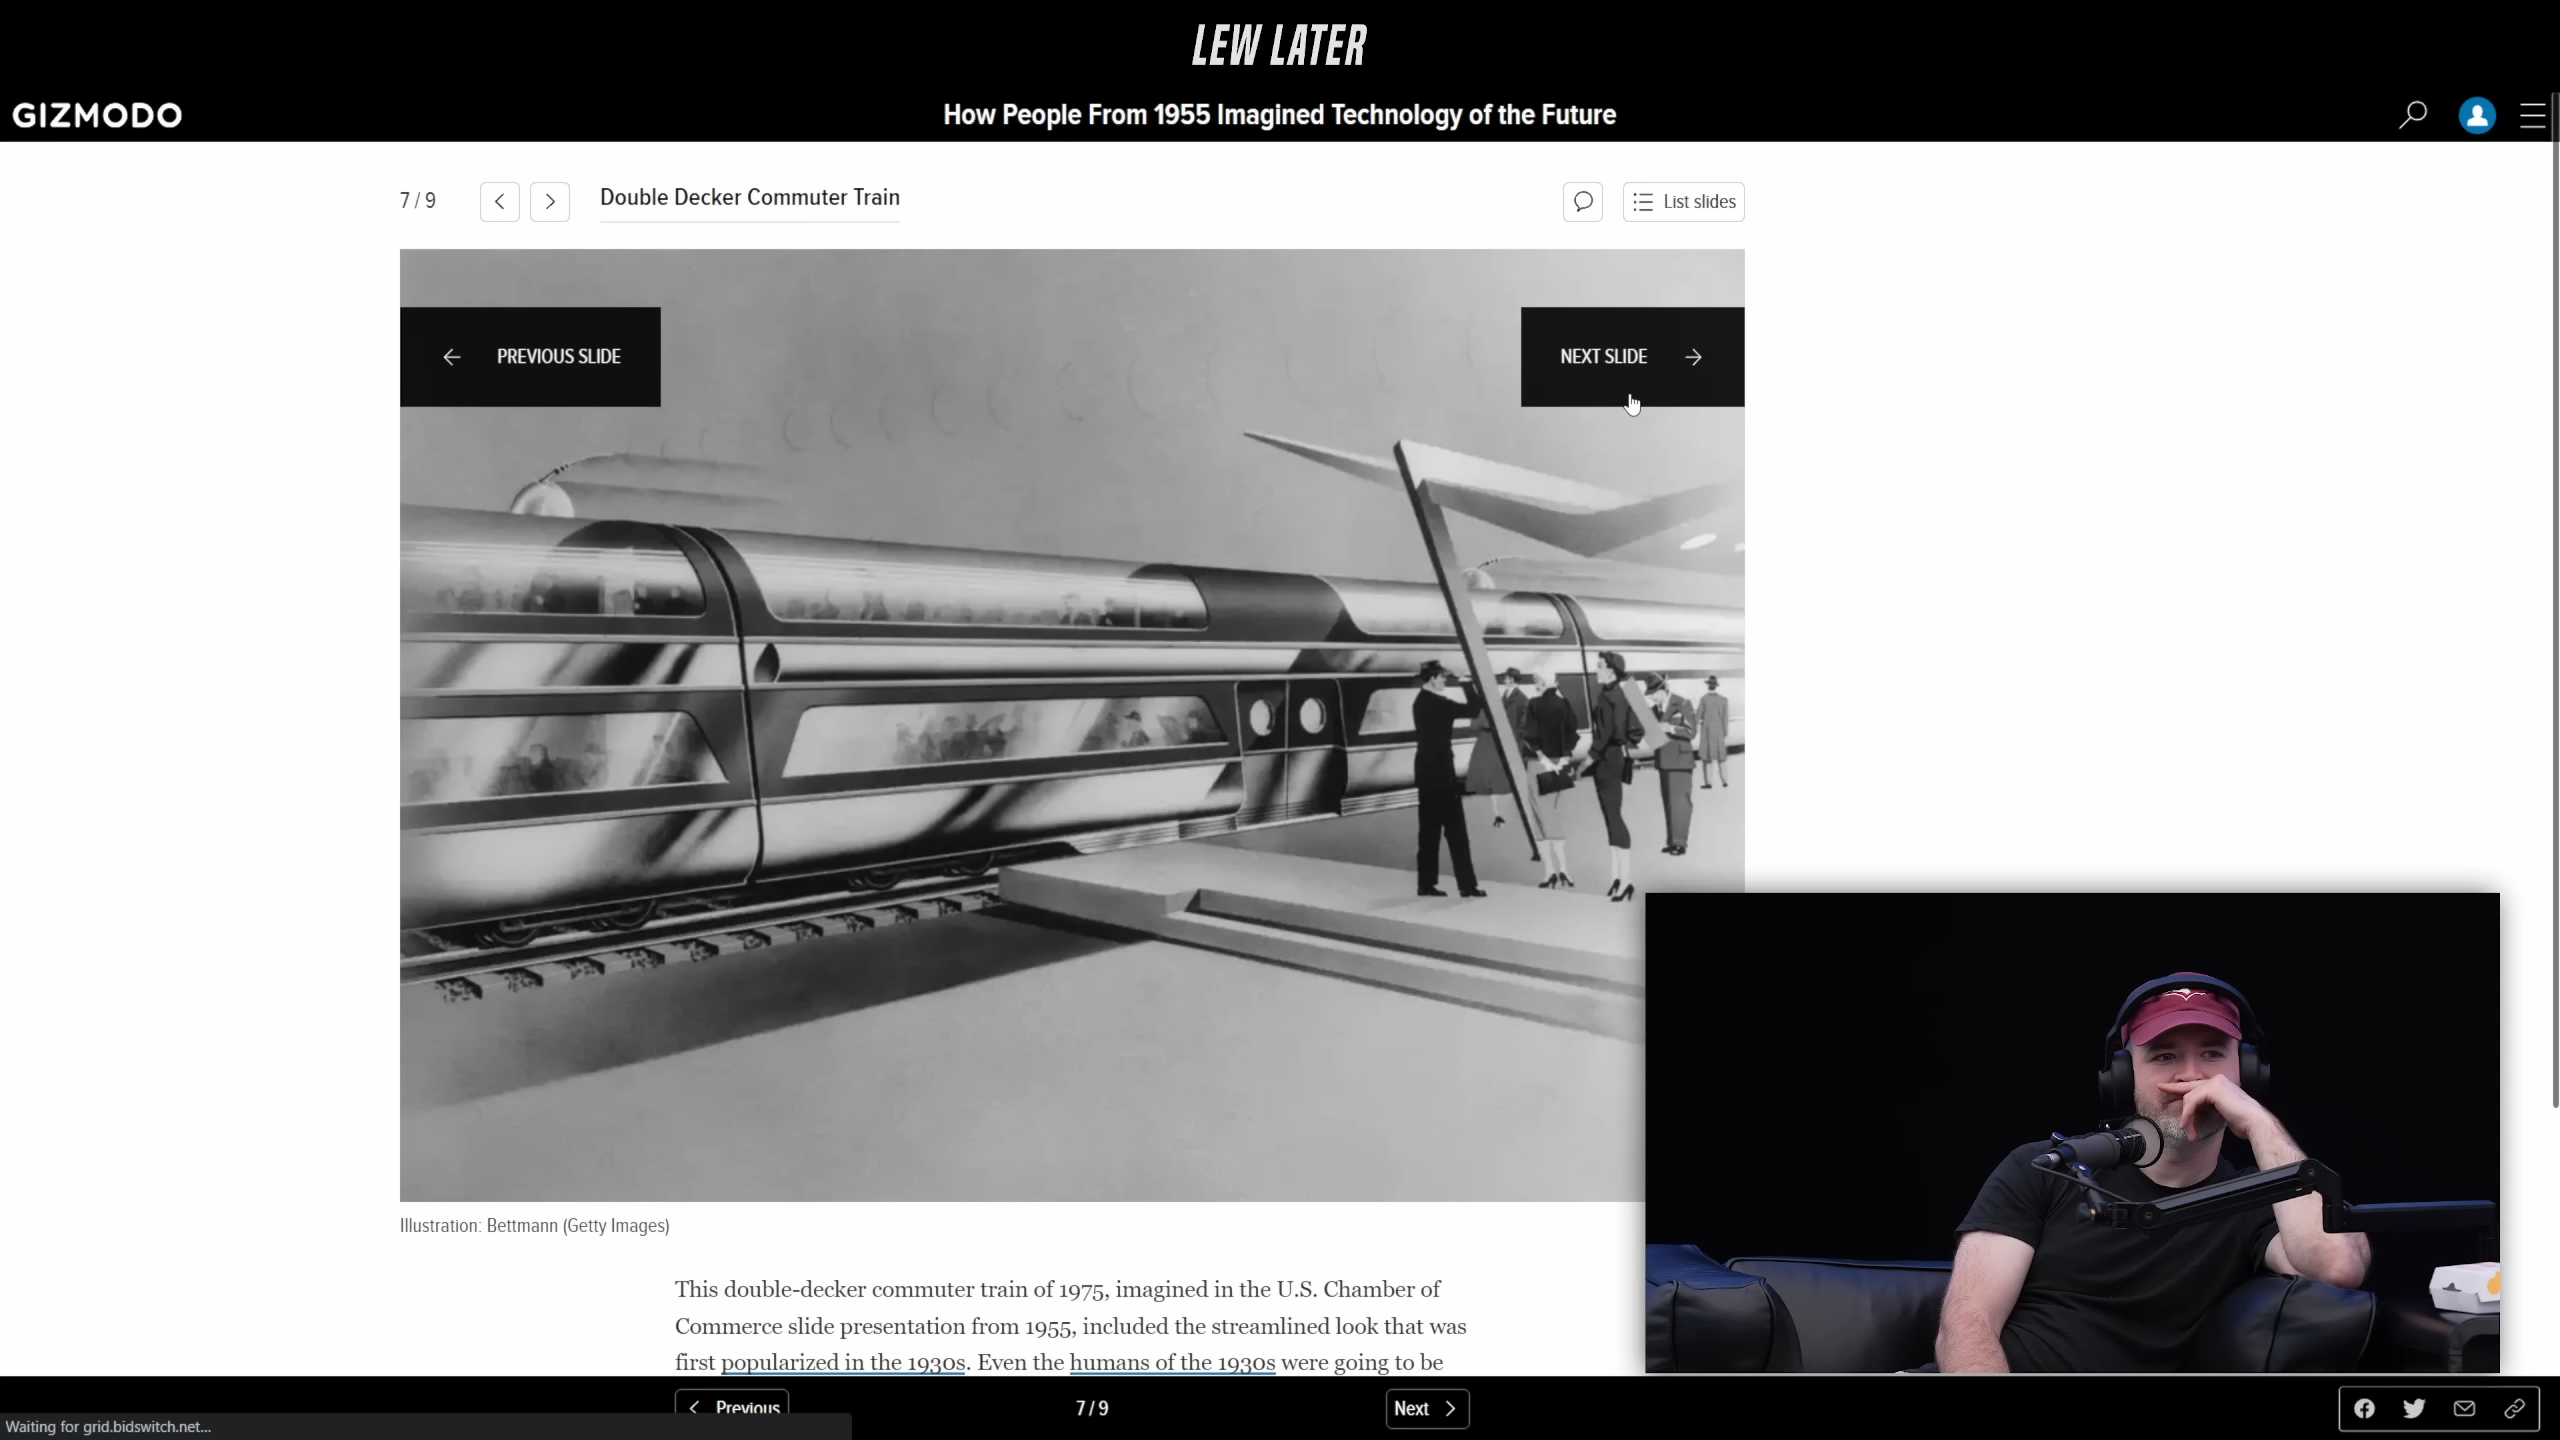 LEW LATER
GIZMODO
How People From 1955 Imagined Technology of the Future
7 / 9
Double Decker Commuter Train
List slides
PREVIOUS SLIDE
NEXT SLIDE
Illustration: Bettmann (Getty Images)
This double-decker commuter train of 1975, imagined in the U.S. Chamber of
Commerce slide presentation from 1955, included the streamlined look that was
first popularized in the 1930s. Even the humans of the 1930s were going to be
Previous
7 / 9
Next
Waiting for grid.bidswitch.net...